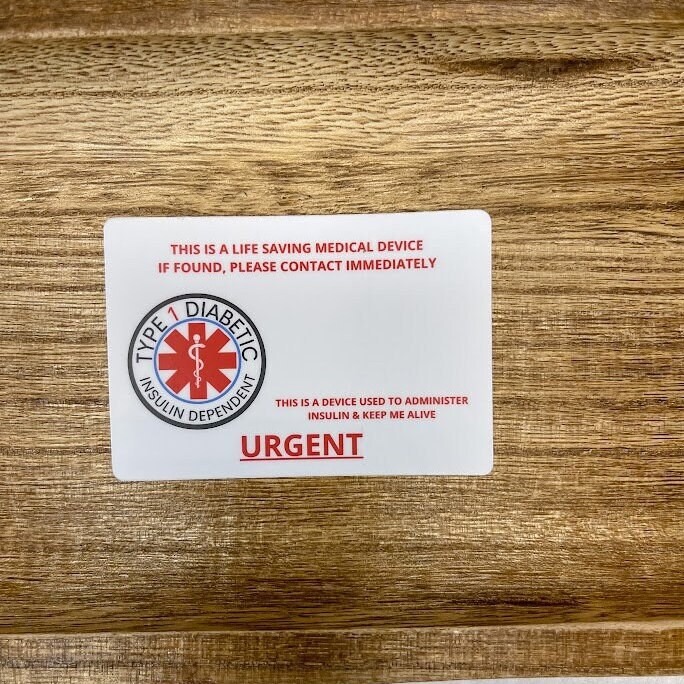 THIS IS A LIFE SAVING MEDICAL DEVICE
IF FOUND, PLEASE CONTACT IMMEDIATELY
TYPE 1 DIABETIC
INSULIN DEPENDENT
THIS IS A DEVICE USED TO ADMINISTER
INSULIN & KEEP ME ALIVE
URGENT